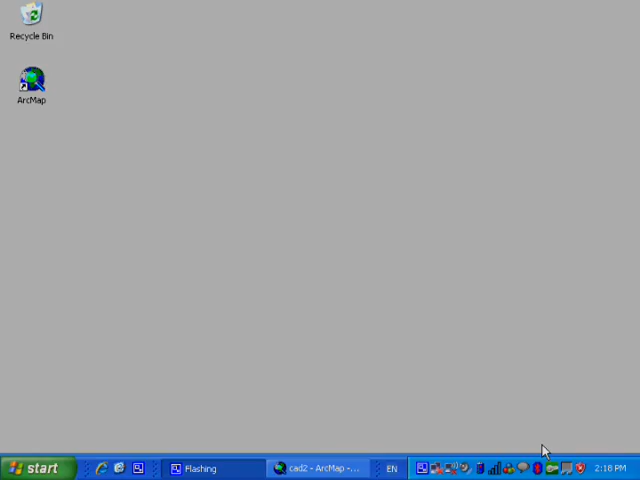 Recycle Bin
ArcMap
start
Flashing
cad2 - ArcMap -...
EN
2:18 PM